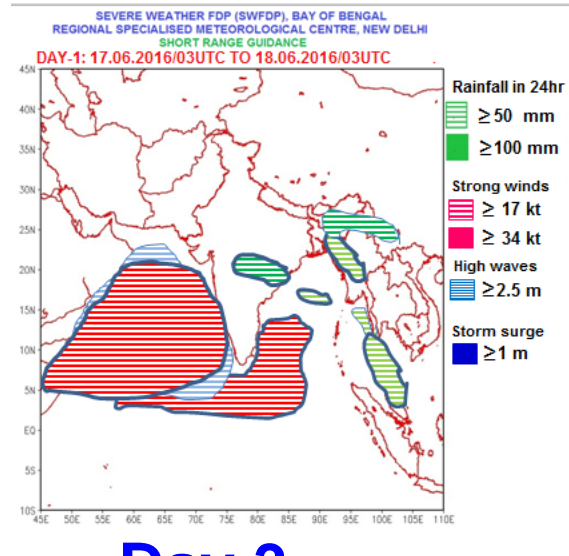 SEVERE WEATHER FDP (SWFDP), BAY OF BENGAL
REGIONAL SPECIALISED METEOROLOGICAL CENTRE, NEW DELHI
SHORT RANGE GUIDANCE
DAY-1: 17.06.2016/03UTC TO 18.06.2016/03UTC .
45N
40N
35N
30N
25N
20N
15N
10N
5N
EQ
5S
10S
45E 50E 55E 60E 65E 70E 75E 80E 85E 90E 95E 100E 105E 110E
Rainfall in 24hr
≥50 mm
≥100 mm
Strong winds
≥ 17 kt
≥ 34 kt
High waves
≥2.5 m
Storm surge
≥1 m